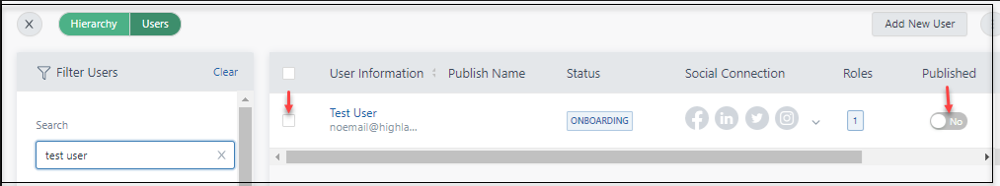 X
Hierarchy
Users
Add New User
Filter Users
Clear
Search
test user
User Information
Publish Name
Status
Social Connection
Roles
Published
Test User
noemail@highla...
ONBOARDING
1
No